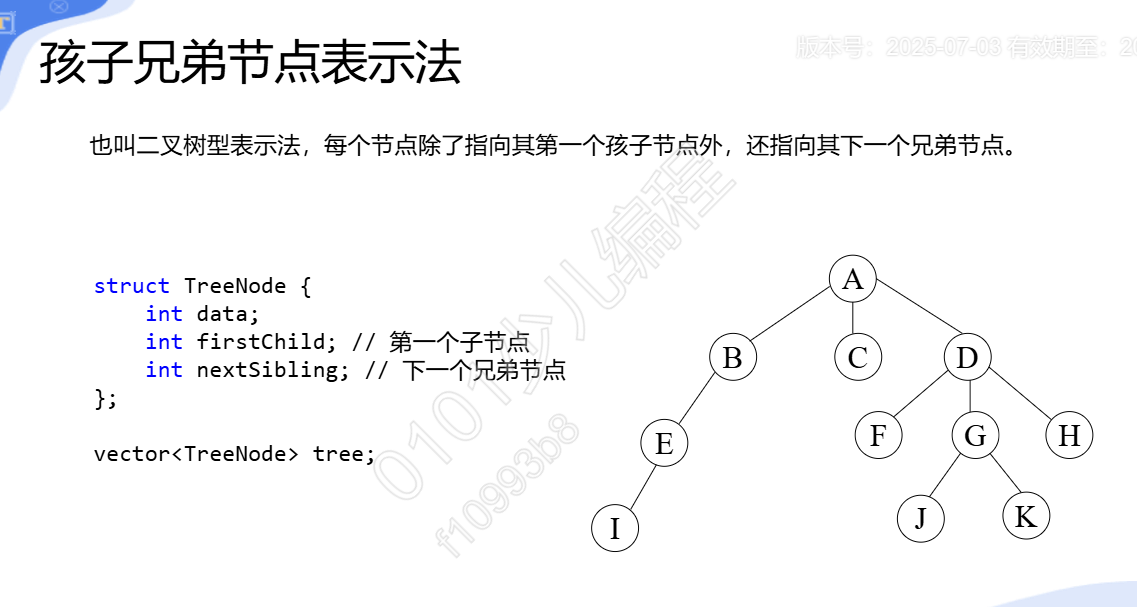 孩子兄弟节点表示法
版本号：2025-07-03 有效期至：20
也叫二叉树型表示法，每个节点除了指向其第一个孩子节点外，还指向其下一个兄弟节点。
struct TreeNode {
    int data;
    int firstChild; // 第一个子节点
    int nextSibling; // 下一个兄弟节点
};
vector<TreeNode> tree;
0101少儿编程
f10993b8
A
B C D
E F G H
I J K